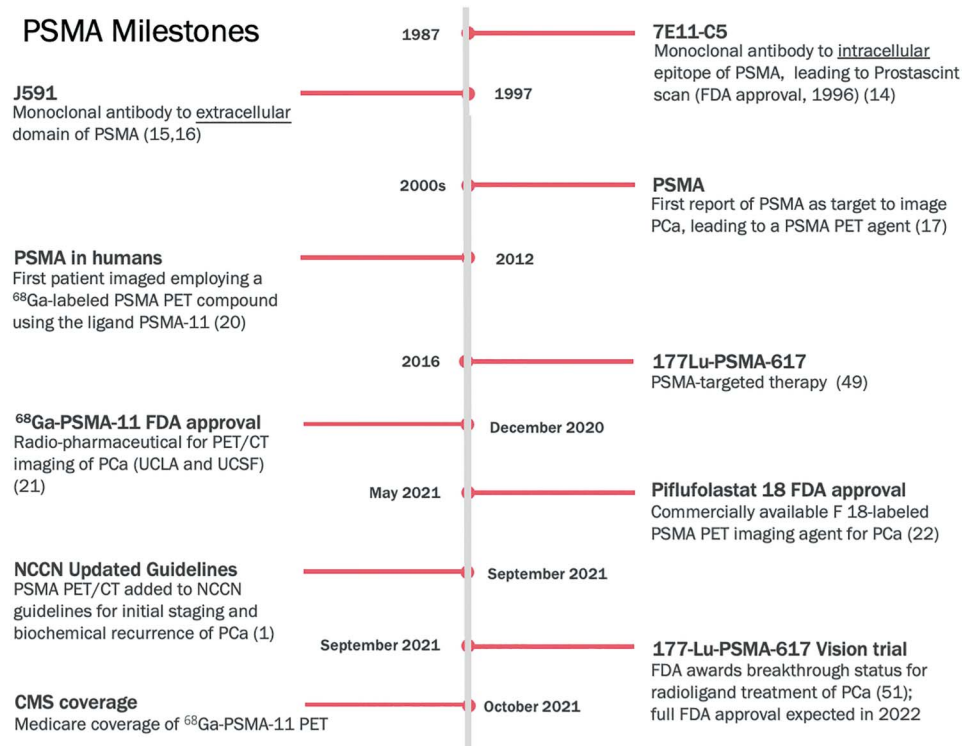 PSMA Milestones
1987
7E11-C5
Monoclonal antibody to intracellular
epitope of PSMA, leading to Prostascint
scan (FDA approval, 1996) (14)
J591
Monoclonal antibody to extracellular
domain of PSMA (15,16)
1997
2000s
PSMA
First report of PSMA as target to image
PCa, leading to a PSMA PET agent (17)
PSMA in humans
First patient imaged employing a
⁶⁸Ga-labeled PSMA PET compound
using the ligand PSMA-11 (20)
2012
2016
177Lu-PSMA-617
PSMA-targeted therapy (49)
⁶⁸Ga-PSMA-11 FDA approval
Radio-pharmaceutical for PET/CT
imaging of PCa (UCLA and UCSF)
(21)
December 2020
May 2021
Piflufolastat 18 FDA approval
Commercially available F 18-labeled
PSMA PET imaging agent for PCa (22)
NCCN Updated Guidelines
PSMA PET/CT added to NCCN
guidelines for initial staging and
biochemical recurrence of PCa (1)
September 2021
September 2021
177-Lu-PSMA-617 Vision trial
FDA awards breakthrough status for
radioligand treatment of PCa (51);
full FDA approval expected in 2022
CMS coverage
Medicare coverage of ⁶⁸Ga-PSMA-11 PET
October 2021